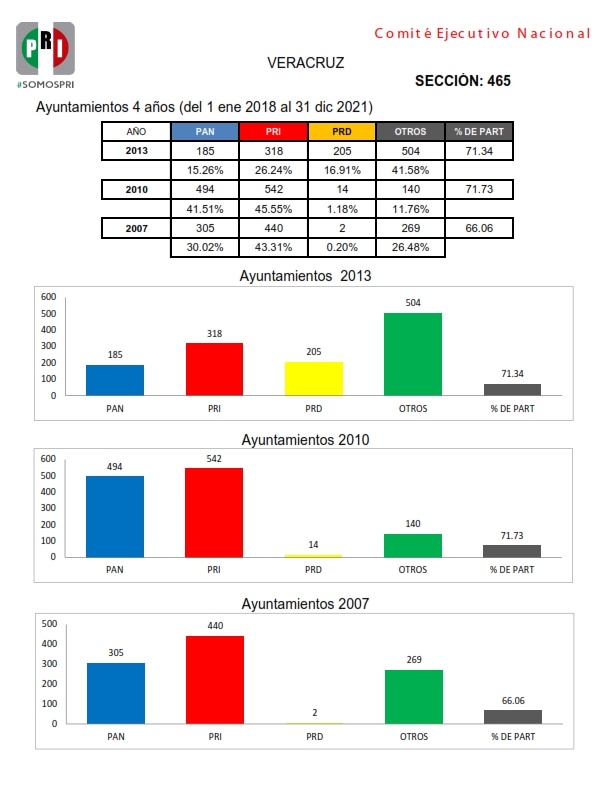 Comité Ejecutivo Nacional
PRI
#SOMOSPRI
VERACRUZ
SECCIÓN: 465
Ayuntamientos 4 años (del 1 ene 2018 al 31 dic 2021)
AÑO PAN PRI PRD OTROS % DE PART
2013 185 318 205 504 71.34
15.26% 26.24% 16.91% 41.58%
2010 494 542 14 140 71.73
41.51% 45.55% 1.18% 11.76%
2007 305 440 2 269 66.06
30.02% 43.31% 0.20% 26.48%
Ayuntamientos 2013
600
500
400
300
200
100
0
185
318
205
504
71.34
PAN PRI PRD OTROS % DE PART
Ayuntamientos 2010
600
500
400
300
200
100
0
494
542
14
140
71.73
PAN PRI PRD OTROS % DE PART
Ayuntamientos 2007
500
400
300
200
100
0
305
440
2
269
66.06
PAN PRI PRD OTROS % DE PART